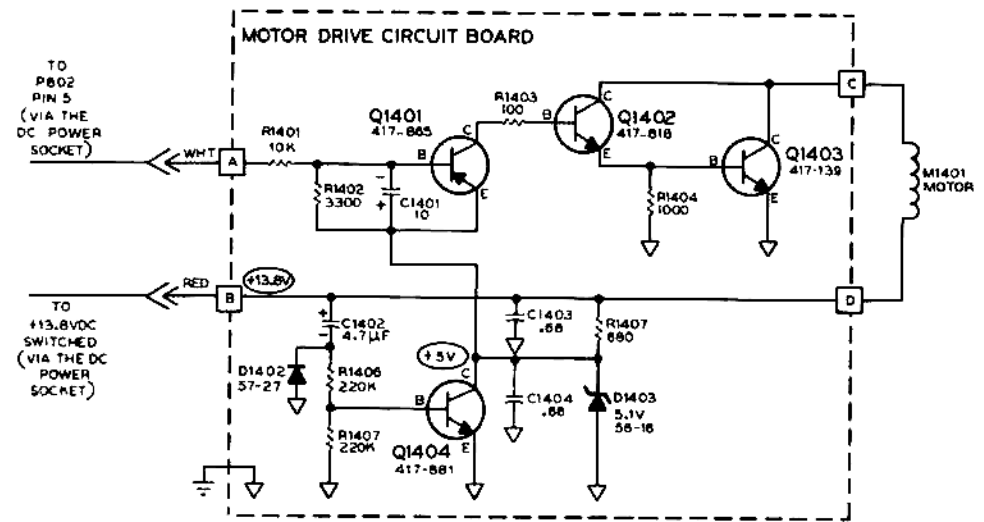 MOTOR DRIVE CIRCUIT BOARD
TO
P802
PIN 5
(VIA THE
DC POWER
SOCKET)
WHT
A
R1401
10K
R1402
3300
-
+
C1401
10
Q1401
417-865
B
C
E
R1403
100
Q1402
417-818
B
C
E
R1404
1000
Q1403
417-139
B
C
E
C
M1401
MOTOR
D
RED
B
+13.8V
TO
+13.8VDC
SWITCHED
(VIA THE DC
POWER
SOCKET)
+
-
C1402
4.7µF
D1402
57-27
R1406
220K
R1407
220K
+5V
B
C
E
Q1404
417-881
C1403
.68
C1404
.68
R1407
680
D1403
5.1V
56-16